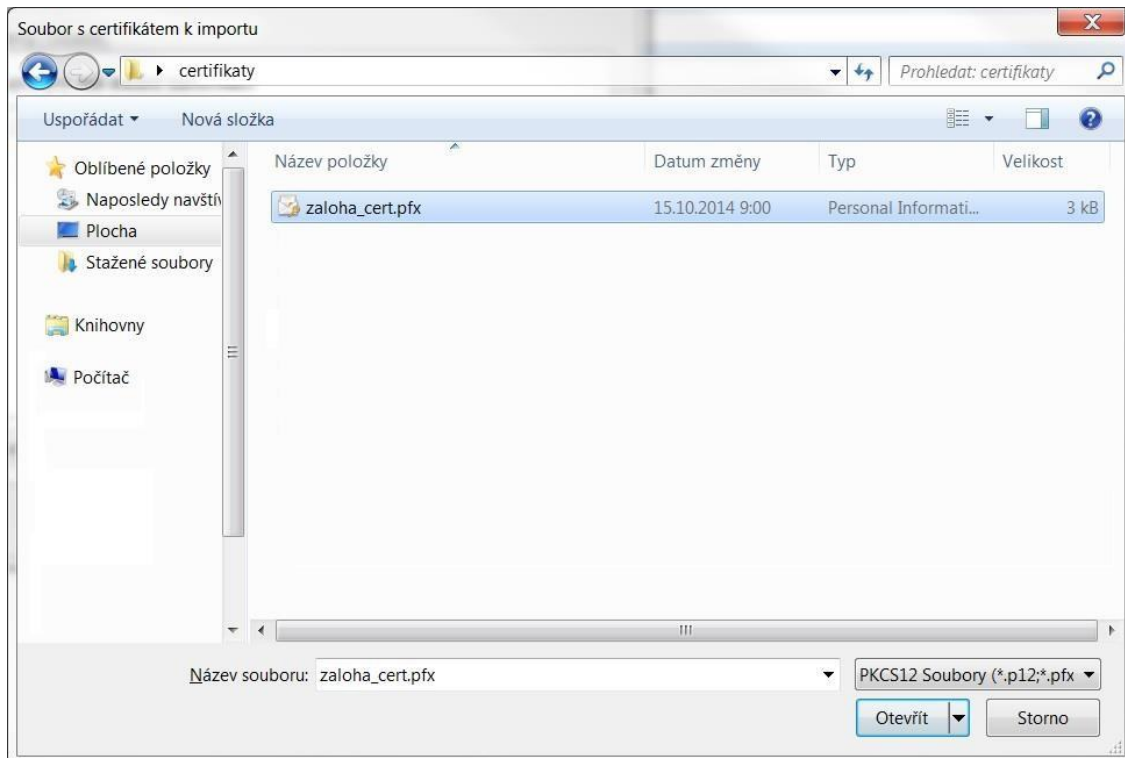 Soubor s certifikátem k importu
certifikaty
Prohledat: certifikaty
Uspořádat
Nová složka
Oblíbené položky
Naposledy navštív
Plocha
Stažené soubory
Knihovny
Počítač
Název položky Datum změny Typ Velikost
zaloha_cert.pfx 15.10.2014 9:00 Personal Informati... 3 kB
Název souboru: zaloha_cert.pfx
PKCS12 Soubory (*.p12;*.pfx
Otevřít
Storno